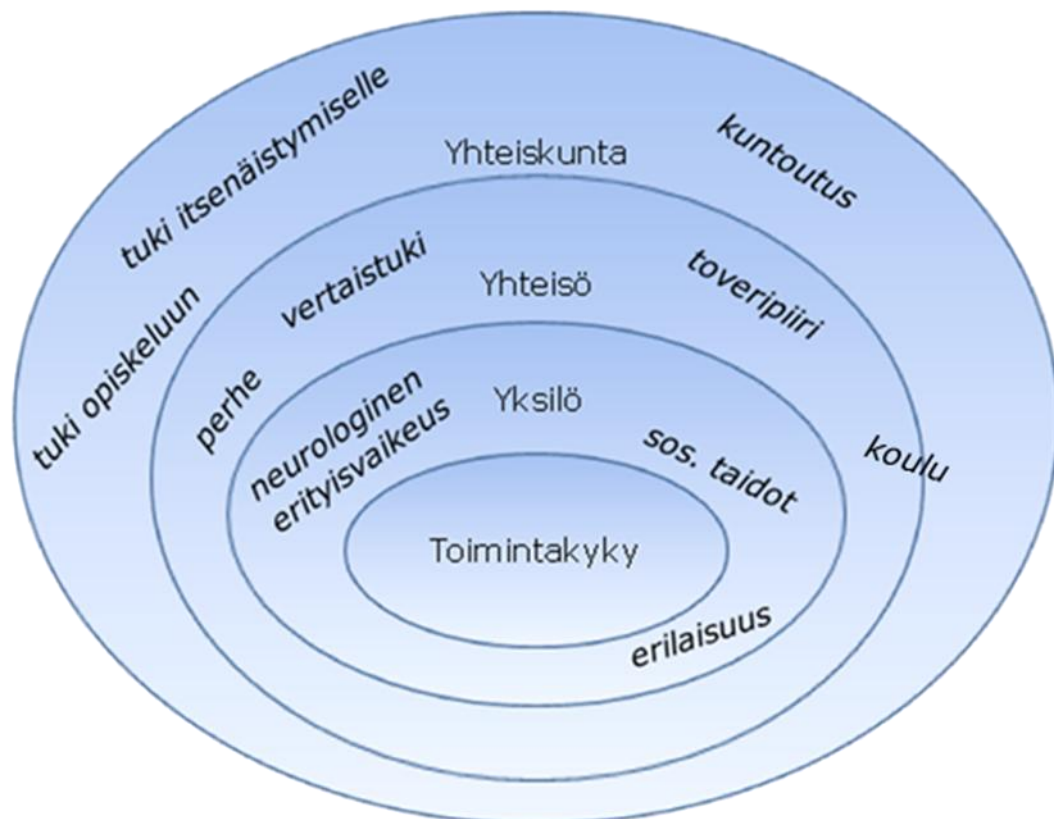 tuki itsenäistymiselle
Yhteiskunta
kuntoutus
tuki opiskeluun
vertaistuki
Yhteisö
toveripiiri
perhe
neurologinen
erityisvaikeus
Yksilö
sos. taidot
koulu
Toimintakyky
erilaisuus